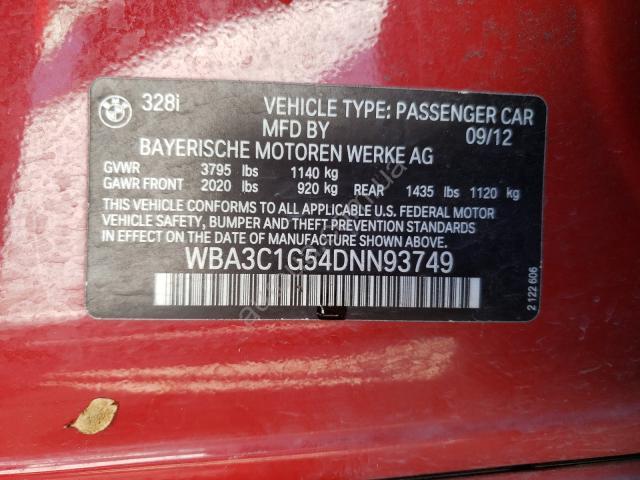 328i VEHICLE TYPE: PASSENGER CAR
MFD BY 09/12
BAYERISCHE MOTOREN WERKE AG
GVWR 3795 lbs 1140 kg
GAWR FRONT 2020 lbs 920 kg REAR 1435 lbs 1120 kg
THIS VEHICLE CONFORMS TO ALL APPLICABLE U.S. FEDERAL MOTOR
VEHICLE SAFETY, BUMPER AND THEFT PREVENTION STANDARDS
IN EFFECT ON THE DATE OF MANUFACTURE SHOWN ABOVE.
WBA3C1G54DNN93749
2 122 606